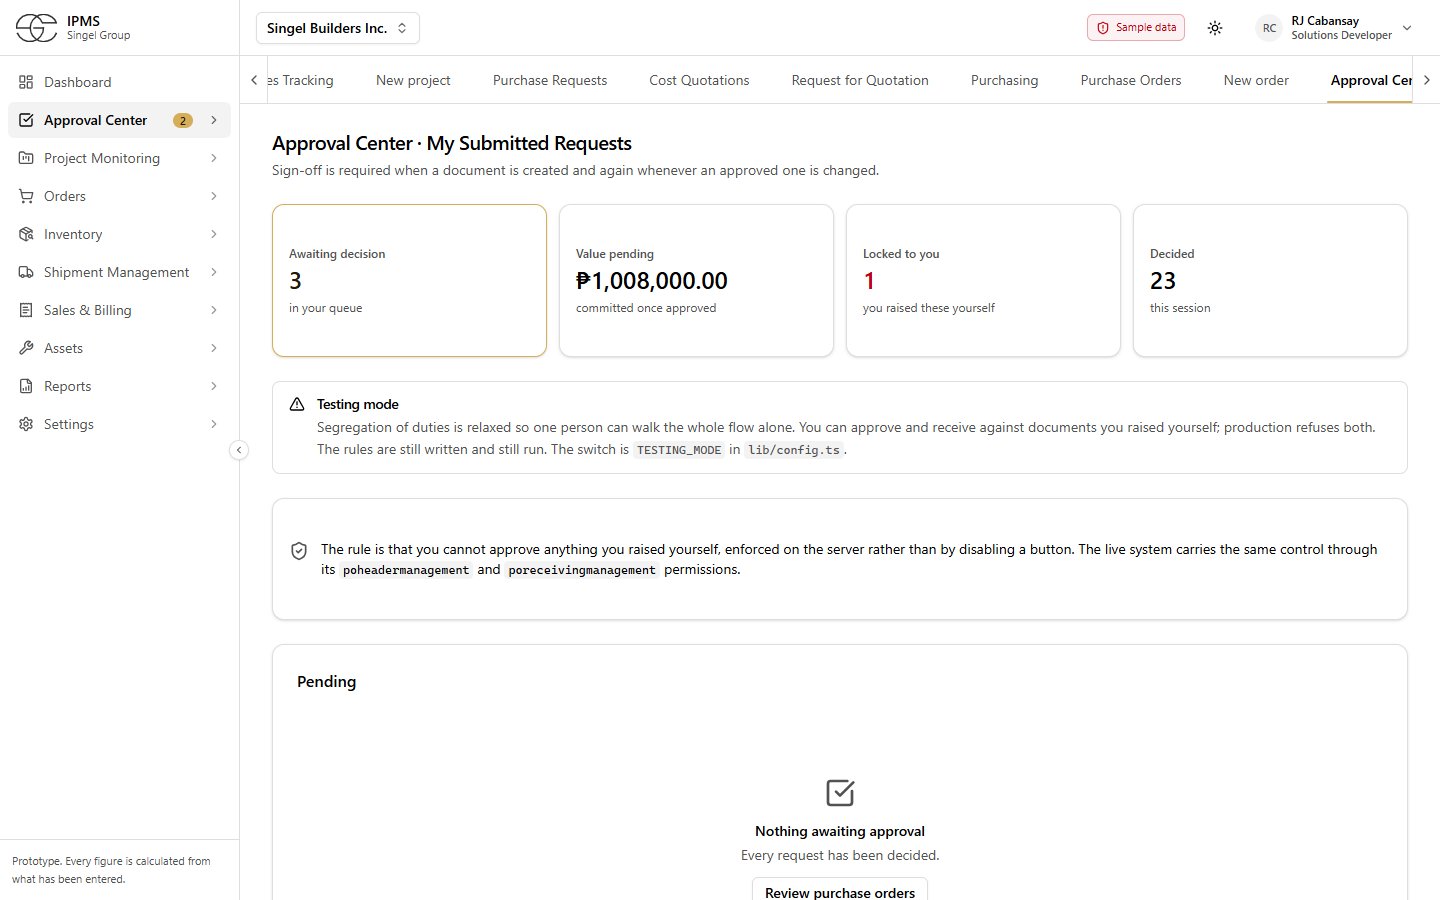 IPMS
Singel Group
Singel Builders Inc.
Sample data
RC
RJ Cabansay
Solutions Developer
Dashboard
Approval Center
2
Project Monitoring
Orders
Inventory
Shipment Management
Sales & Billing
Assets
Reports
Settings
Prototype. Every figure is calculated from
what has been entered.
es Tracking
New project
Purchase Requests
Cost Quotations
Request for Quotation
Purchasing
Purchase Orders
New order
Approval Cer
Approval Center · My Submitted Requests
Sign-off is required when a document is created and again whenever an approved one is changed.
Awaiting decision
3
in your queue
Value pending
₱1,008,000.00
committed once approved
Locked to you
1
you raised these yourself
Decided
23
this session
Testing mode
Segregation of duties is relaxed so one person can walk the whole flow alone. You can approve and receive against documents you raised yourself; production refuses both.
The rules are still written and still run. The switch is TESTING_MODE in lib/config.ts.
The rule is that you cannot approve anything you raised yourself, enforced on the server rather than by disabling a button. The live system carries the same control through
its poheadermanagement and poreceivingmanagement permissions.
Pending
Nothing awaiting approval
Every request has been decided.
Review purchase orders